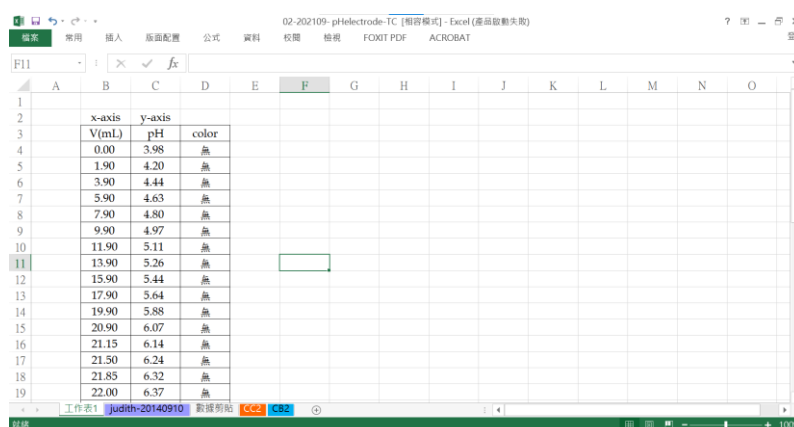 02-202109- pHelectrode-TC [相容模式] - Excel (產品啟動失敗)
檔案 常用 插入 版面配置 公式 資料 校閱 檢視 FOXIT PDF ACROBAT
F11 fx
A B C D E F G H I J K L M N O
1
2 x-axis y-axis
3 V(mL) pH color
4 0.00 3.98 無
5 1.90 4.20 無
6 3.90 4.44 無
7 5.90 4.63 無
8 7.90 4.80 無
9 9.90 4.97 無
10 11.90 5.11 無
11 13.90 5.26 無
12 15.90 5.44 無
13 17.90 5.64 無
14 19.90 5.88 無
15 20.90 6.07 無
16 21.15 6.14 無
17 21.50 6.24 無
18 21.85 6.32 無
19 22.00 6.37 無
工作表1 judith-20140910 數據剪貼 CC2 CB2
就緒 100